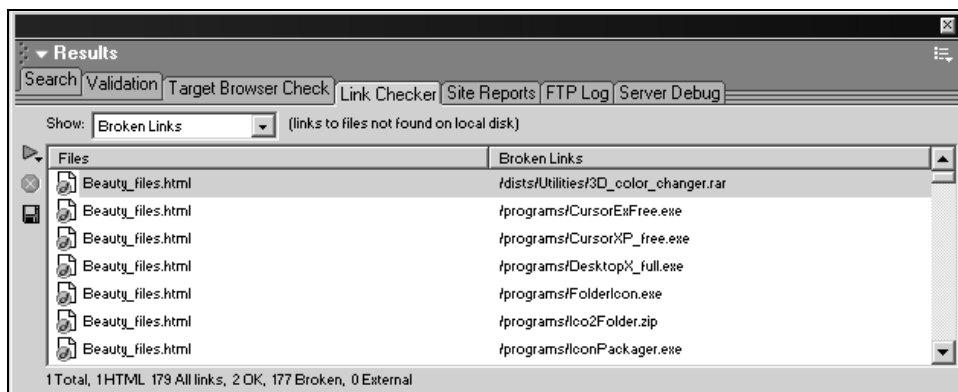 Results
Search Validation Target Browser Check Link Checker Site Reports FTP Log Server Debug
Show: Broken Links (links to files not found on local disk)
Files Broken Links
Beauty_files.html /dists/Utilities/3D_color_changer.rar
Beauty_files.html /programs/CursorExFree.exe
Beauty_files.html /programs/CursorXP_free.exe
Beauty_files.html /programs/DesktopX_full.exe
Beauty_files.html /programs/FolderIcon.exe
Beauty_files.html /programs/Ico2Folder.zip
Beauty_files.html /programs/IconPackager.exe
1 Total, 1 HTML 179 All links, 2 OK, 177 Broken, 0 External